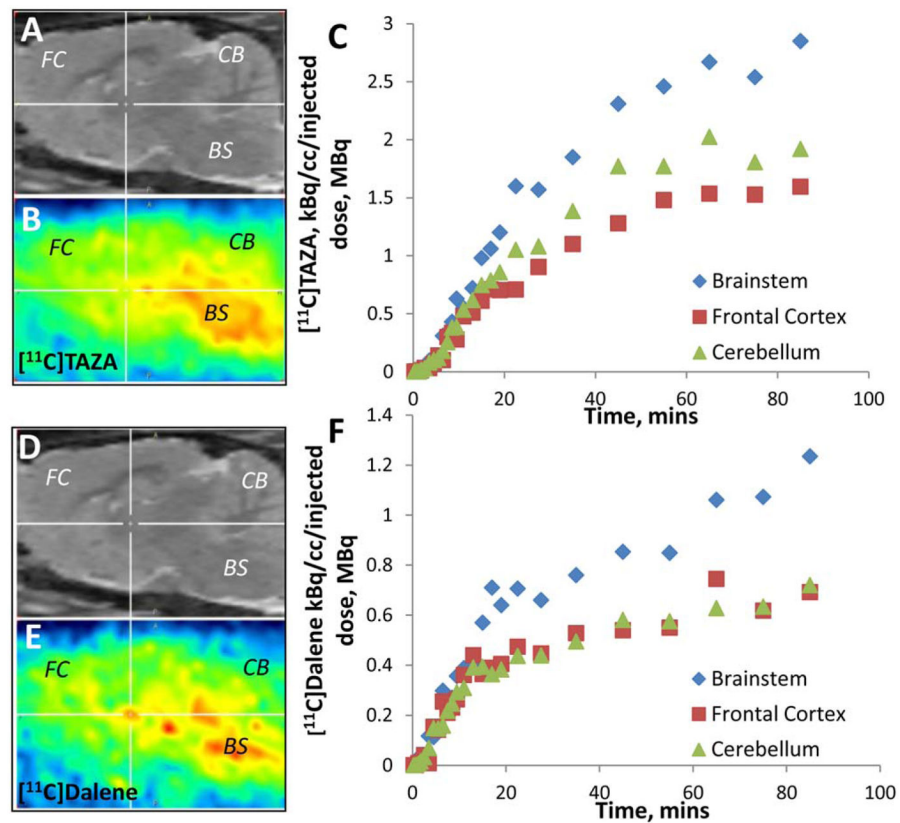 A
FC
CB
BS
B
FC
CB
BS
[¹¹C]TAZA
C
[¹¹C]TAZA, kBq/cc/injected
dose, MBq
3
2.5
2
1.5
1
0.5
0
0 20 40 60 80 100
Time, mins
Brainstem
Frontal Cortex
Cerebellum
D
FC
CB
BS
E
FC
CB
BS
[¹¹C]Dalene
F
[¹¹C]Dalene kBq/cc/injected
dose, MBq
1.4
1.2
1
0.8
0.6
0.4
0.2
0
0 20 40 60 80 100
Time, mins
Brainstem
Frontal Cortex
Cerebellum